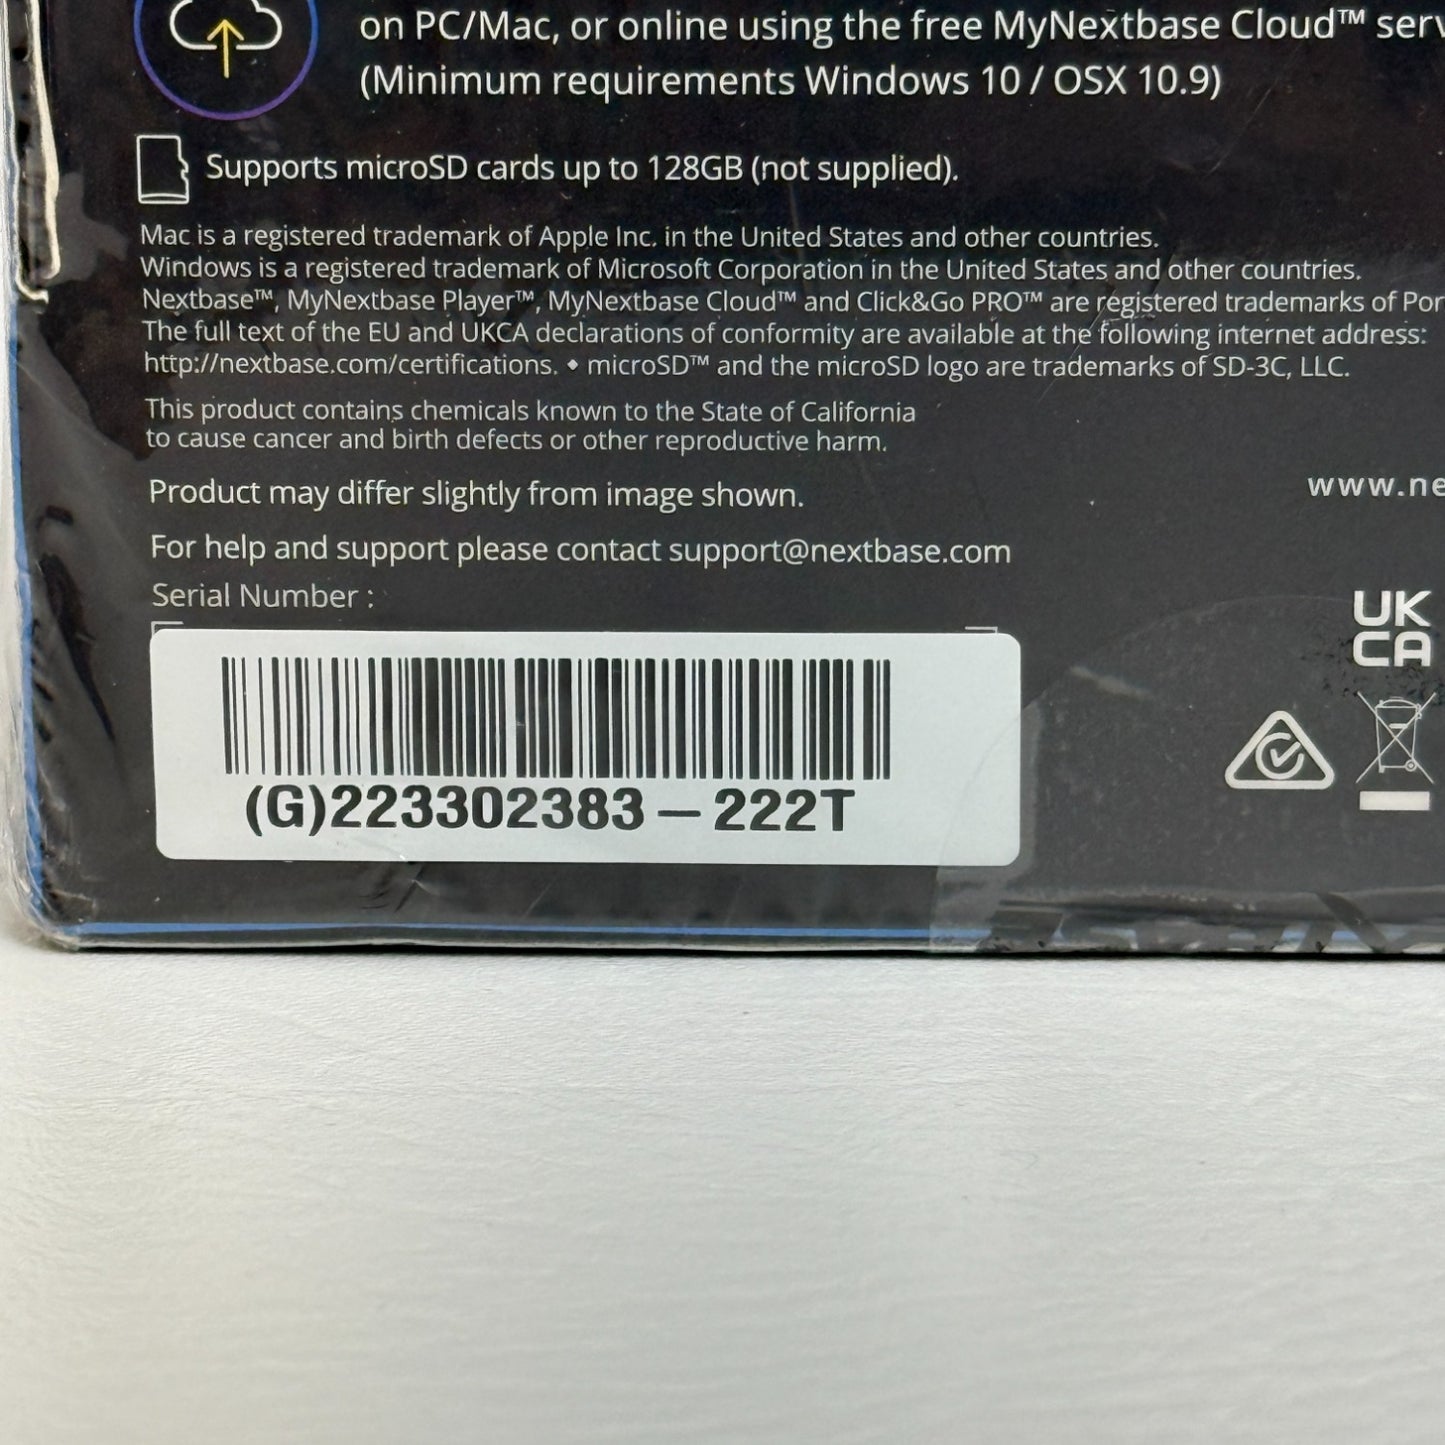 on PC/Mac, or online using the free MyNextbase Cloud™ serv
(Minimum requirements Windows 10 / OSX 10.9)
Supports microSD cards up to 128GB (not supplied).
Mac is a registered trademark of Apple Inc. in the United States and other countries.
Windows is a registered trademark of Microsoft Corporation in the United States and other countries.
Nextbase™, MyNextbase Player™, MyNextbase Cloud™ and Click&Go PRO™ are registered trademarks of Por
The full text of the EU and UKCA declarations of conformity are available at the following internet address:
http://nextbase.com/certifications. • microSD™ and the microSD logo are trademarks of SD-3C, LLC.
This product contains chemicals known to the State of California
to cause cancer and birth defects or other reproductive harm.
Product may differ slightly from image shown.
www.ne
For help and support please contact support@nextbase.com
Serial Number :
UK
CA
(G)223302383-222T